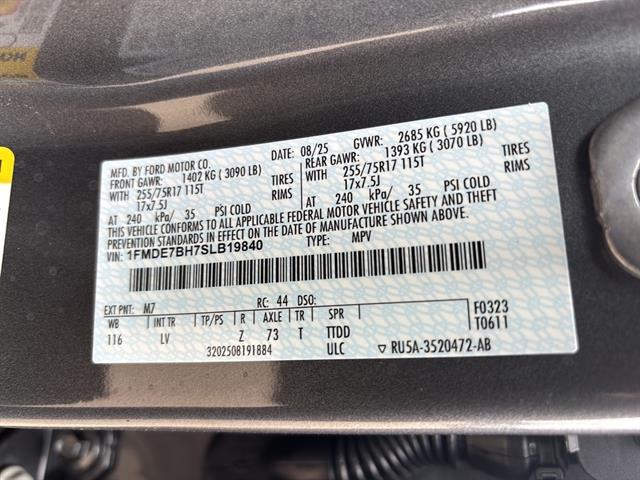 MFD. BY FORD MOTOR CO.
DATE: 08/25
GVWR: 2685 KG ( 5920 LB)
FRONT GAWR: 1402 KG ( 3090 LB)
REAR GAWR: 1393 KG ( 3070 LB)
WITH 255/75R17 115T TIRES
WITH 255/75R17 115T TIRES
17x7.5J RIMS
17x7.5J RIMS
AT 240 kPa/ 35 PSI COLD
AT 240 kPa/ 35 PSI COLD
THIS VEHICLE CONFORMS TO ALL APPLICABLE FEDERAL MOTOR VEHICLE SAFETY AND THEFT
PREVENTION STANDARDS IN EFFECT ON THE DATE OF MANUFACTURE SHOWN ABOVE.
VIN: 1FMDE7BH7SLB19840
TYPE: MPV
EXT PNT: M7 RC: 44 DSO:
F0323
WB INT TR TP/PS R AXLE TR SPR
T0611
116 LV Z 73 T TTDD
320250819​1884 ULC
▽ RU5A-3520472-AB